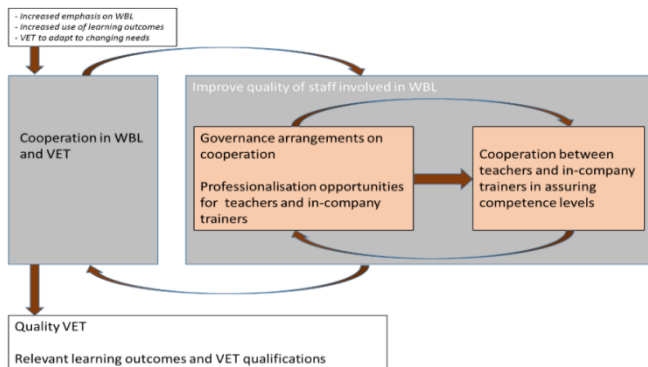 - Increased emphasis on WBL
- Increased use of learning outcomes
- VET to adapt to changing needs
Improve quality of staff involved in WBL
Cooperation in WBL
and VET
Governance arrangements on
cooperation
Professionalisation opportunities
for teachers and in-company
trainers
Cooperation between
teachers and in-company
trainers in assuring
competence levels
Quality VET
Relevant learning outcomes and VET qualifications